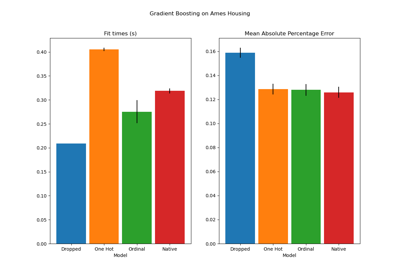 Gradient Boosting on Ames Housing
Fit times (s)
0.40
0.35
0.30
0.25
0.20
0.15
0.10
0.05
0.00
Dropped One Hot Ordinal Native
Model
Mean Absolute Percentage Error
0.16
0.14
0.12
0.10
0.08
0.06
0.04
0.02
0.00
Dropped One Hot Ordinal Native
Model